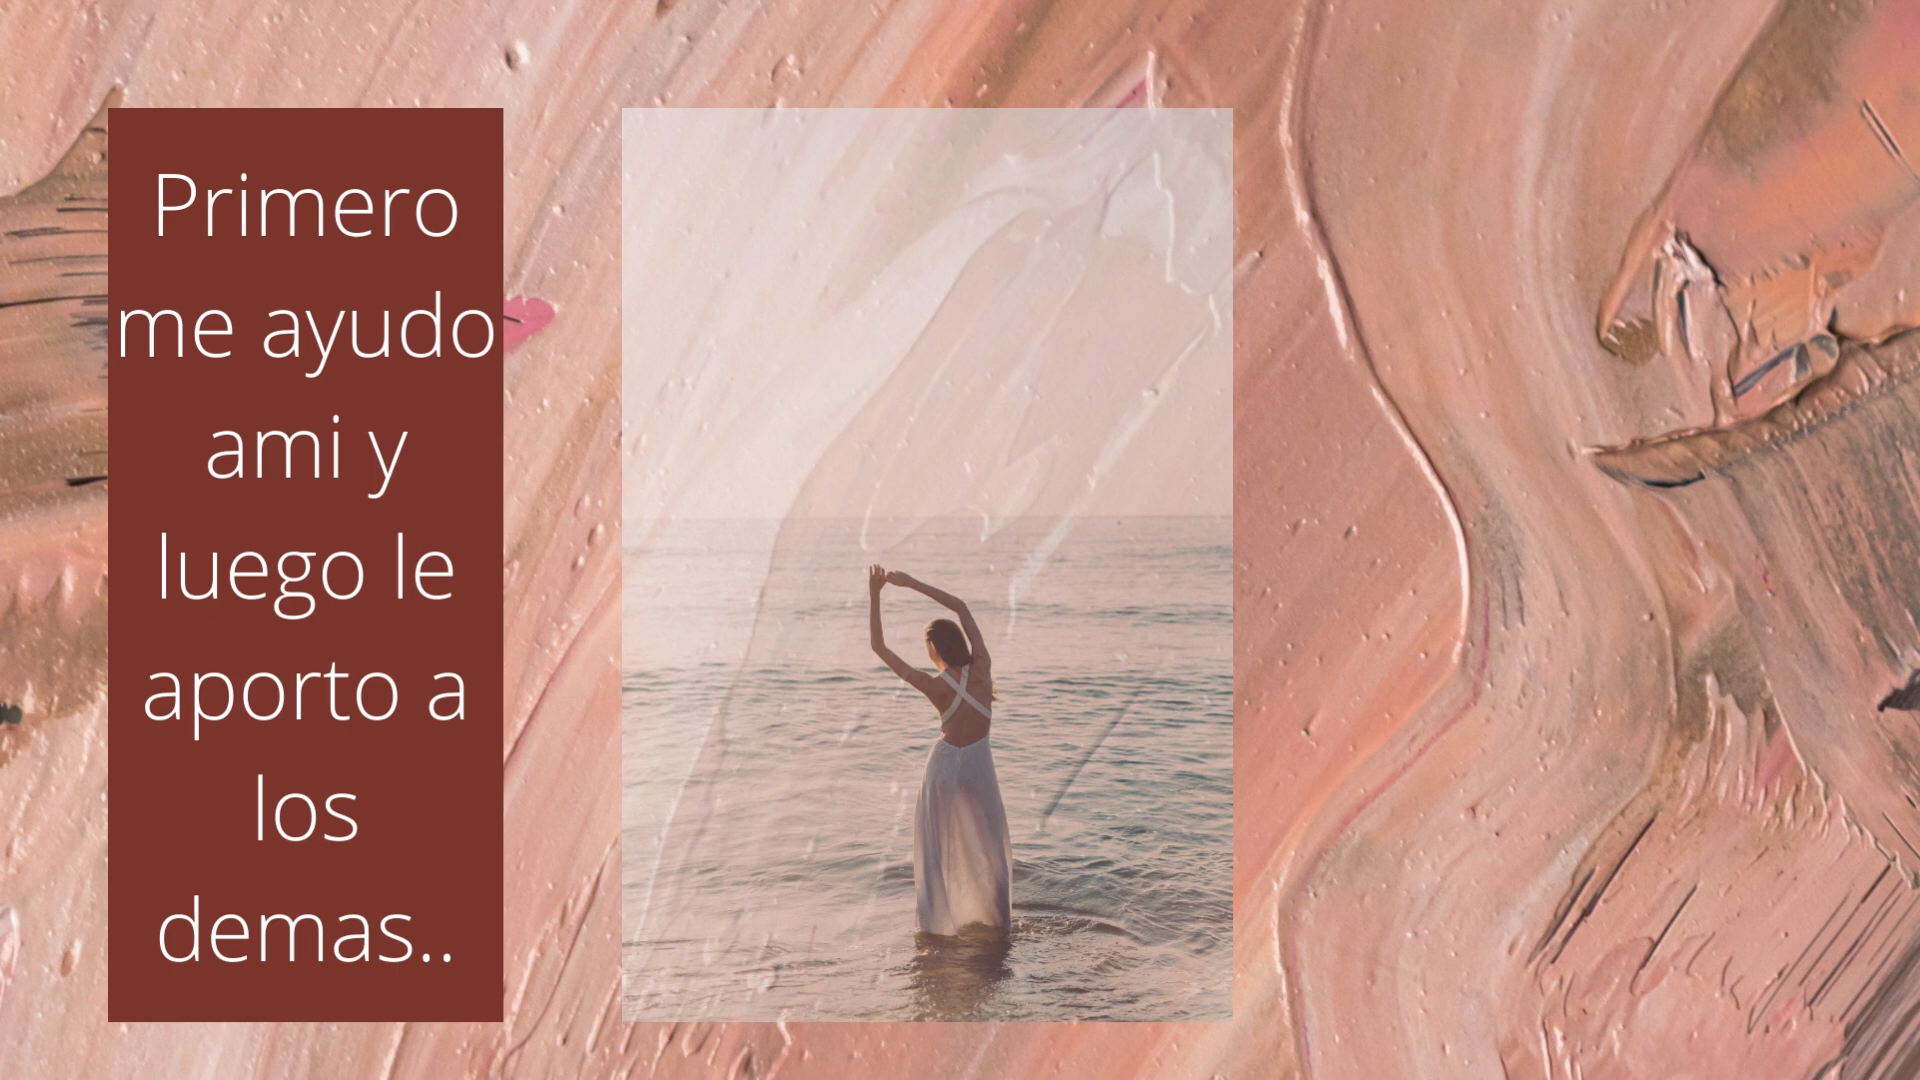 Primero
me ayudo
ami y
luego le
aporto a
los
demas..